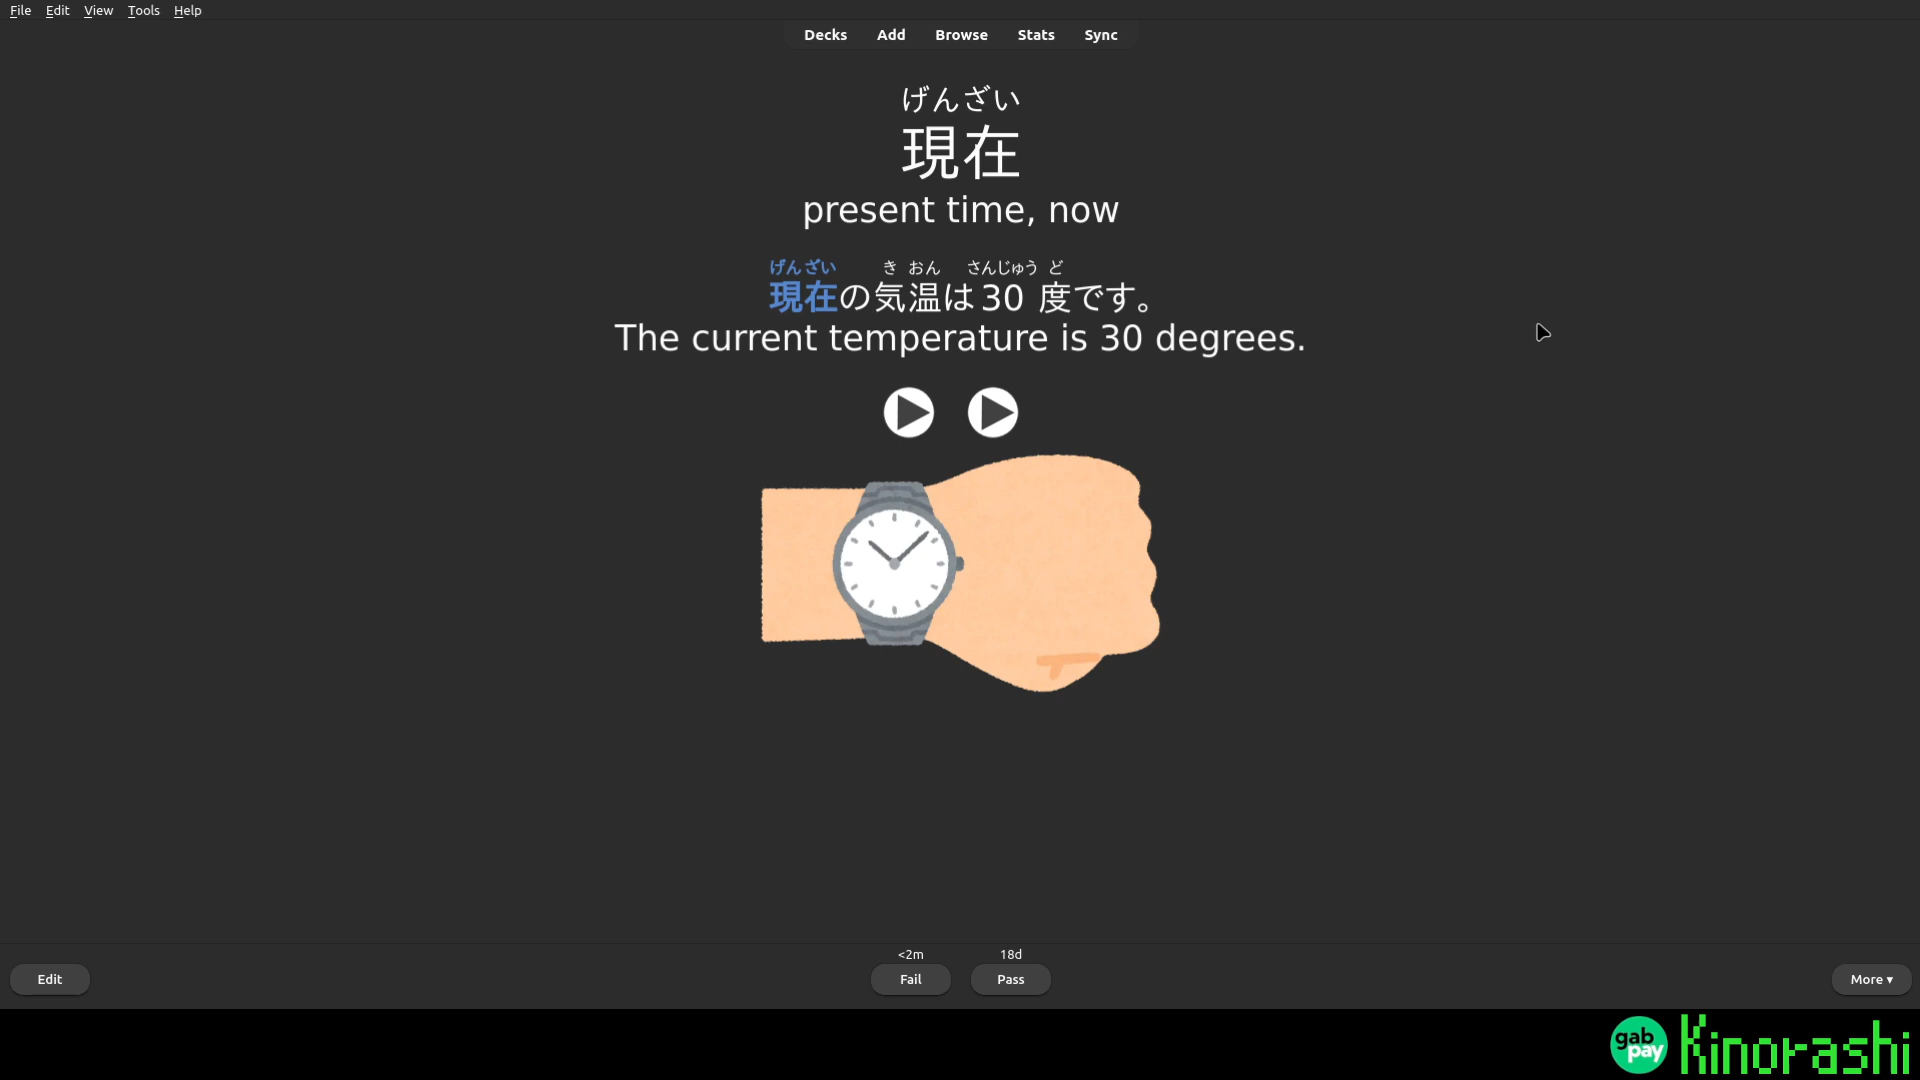 File Edit View Tools Help
Decks Add Browse Stats Sync
げんざい
現在
present time, now
げんざい き おん さんじゅう ど
現在の気温は 30 度です。
The current temperature is 30 degrees.
<2m 18d
Edit Fail Pass More ▾
gab pay Kinorashi